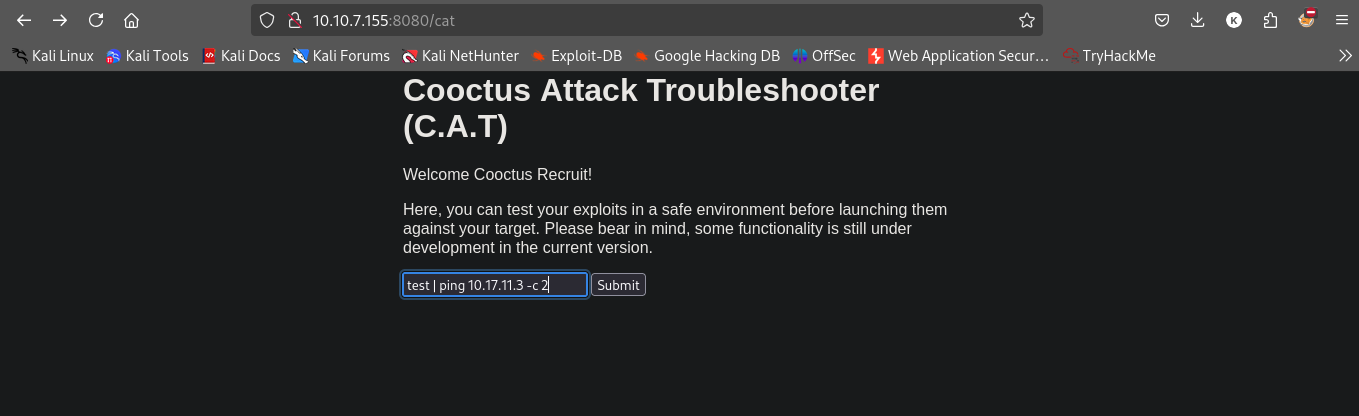 10.10.7.155:8080/cat
Kali Linux Kali Tools Kali Docs Kali Forums Kali NetHunter Exploit-DB Google Hacking DB OffSec Web Application Secur… TryHackMe
Cooctus Attack Troubleshooter
(C.A.T)
Welcome Cooctus Recruit!
Here, you can test your exploits in a safe environment before launching them
against your target. Please bear in mind, some functionality is still under
development in the current version.
test | ping 10.17.11.3 -c 2 Submit